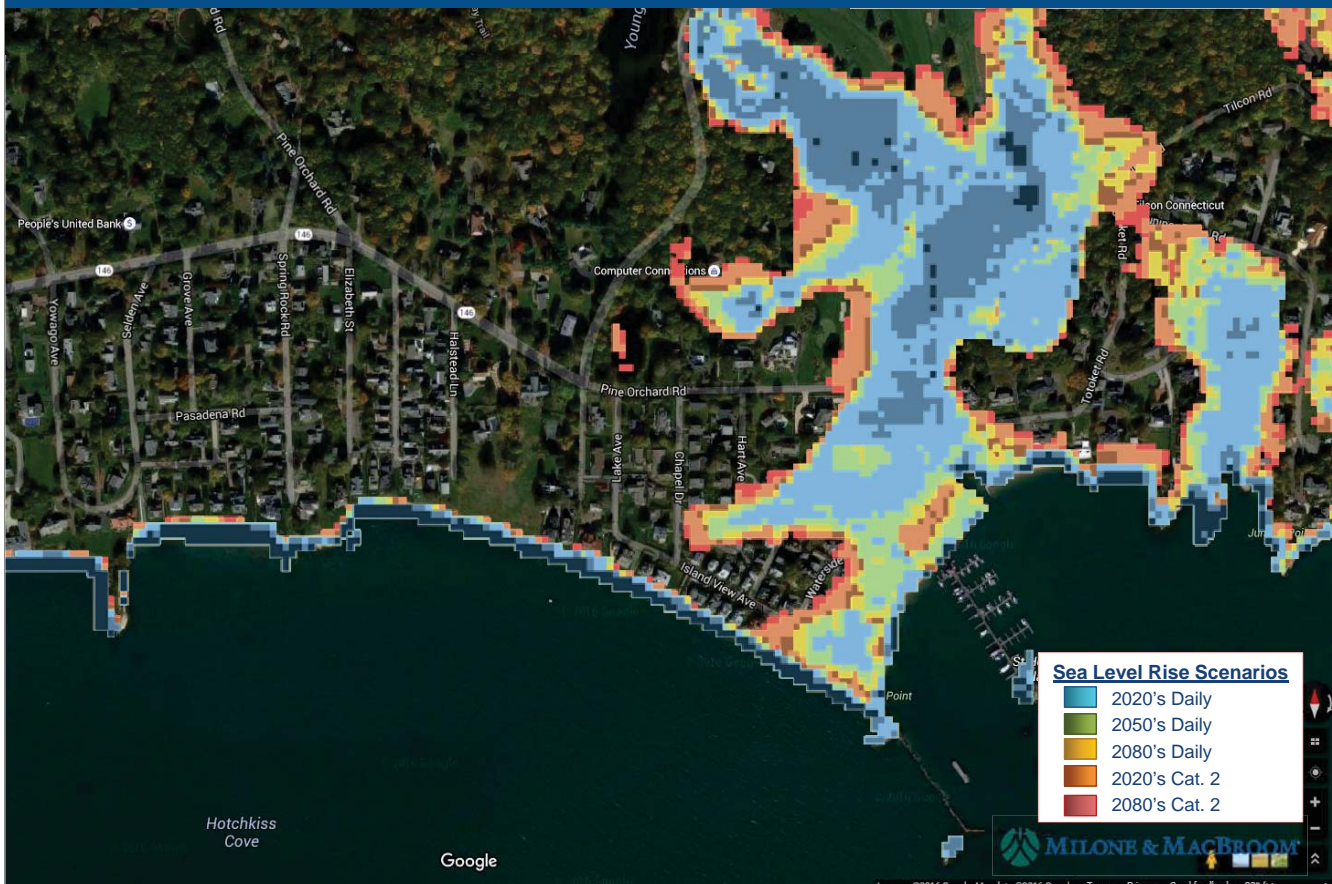 Young
Tilcon Rd
Pine Orchard Rd
People's United Bank
146
146
146
Tilcon Connecticut
Computer Connections
Yowago Ave
Selden Ave
Grove Ave
Spring Rock Rd
Elizabeth St
Halstead Ln
Pine Orchard Rd
Totoket Rd
Pasadena Rd
Lake Ave
Chapel Dr
Hart Ave
Island View Ave
Waterside
Point
Hotchkiss
Cove
Google
Sea Level Rise Scenarios
2020's Daily
2050's Daily
2080's Daily
2020's Cat. 2
2080's Cat. 2
MILONE & MACBROOM